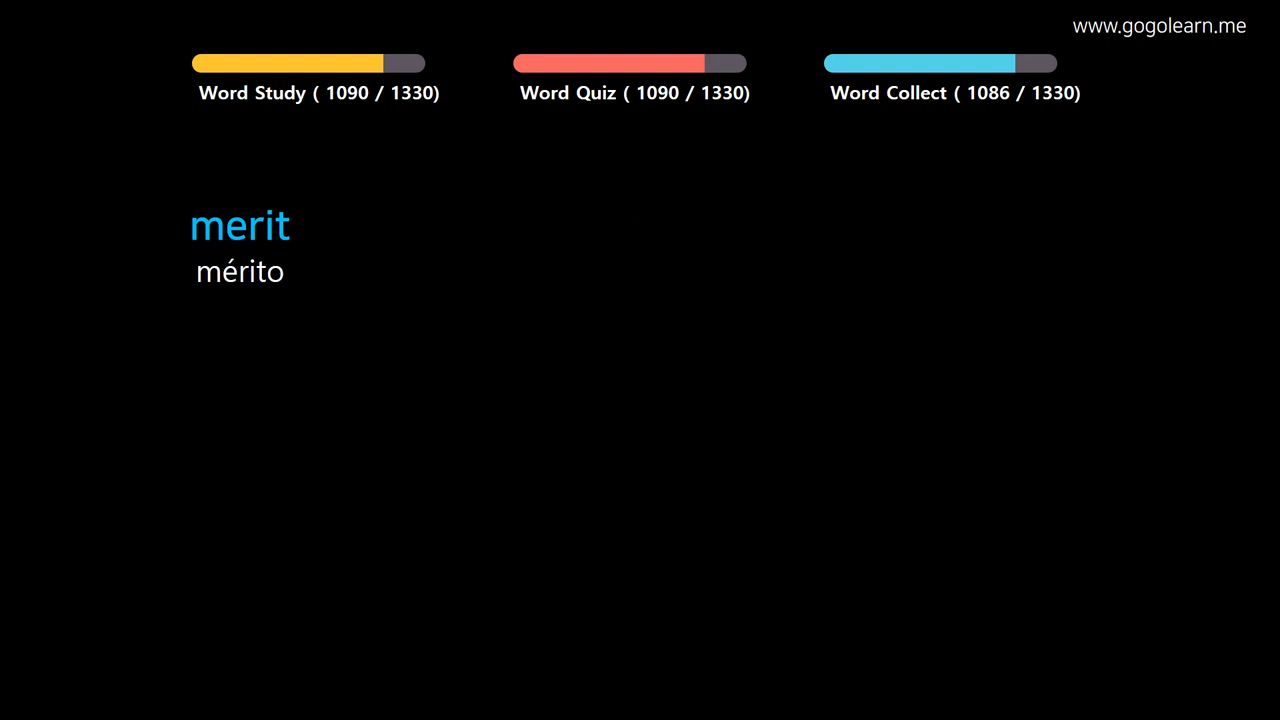 www.gogolearn.me
Word Study ( 1090 / 1330)
Word Quiz ( 1090 / 1330)
Word Collect ( 1086 / 1330)
merit
mérito